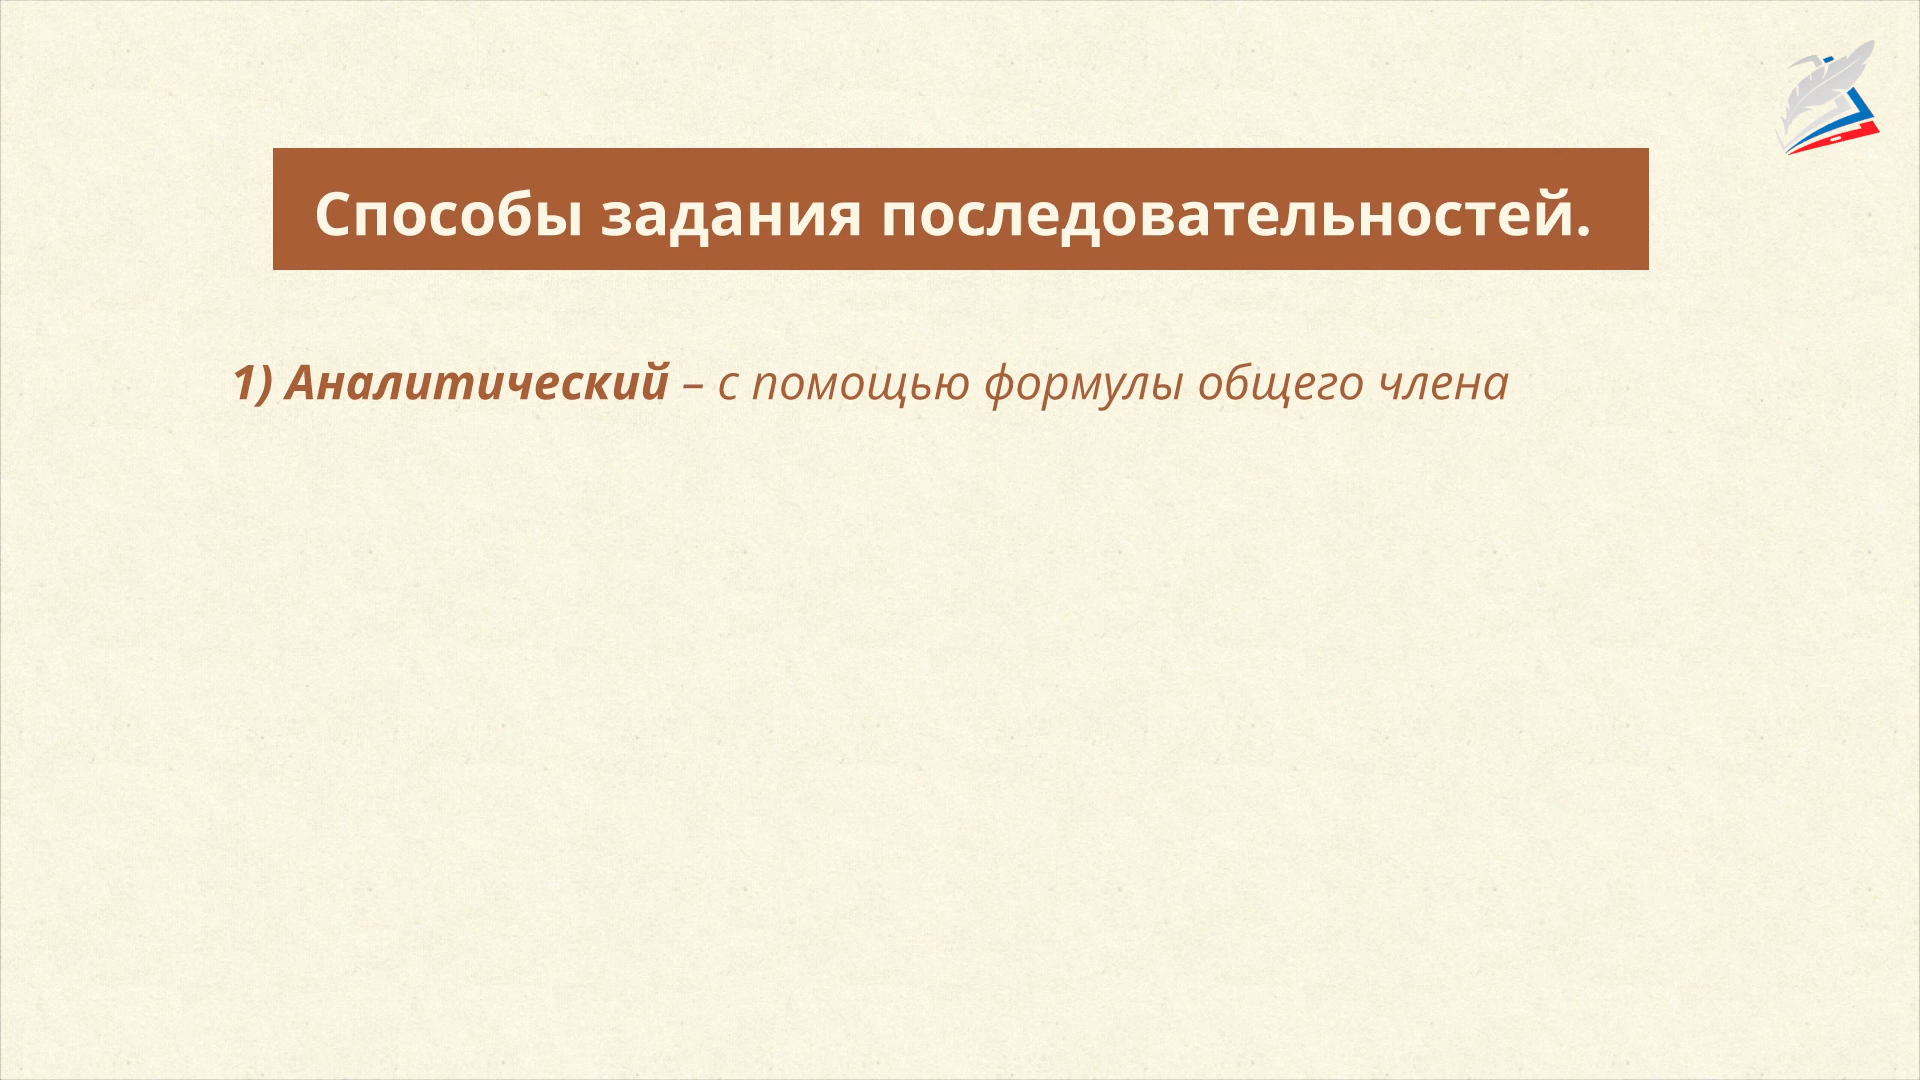 Способы задания последовательностей.
1) Аналитический – с помощью формулы общего члена